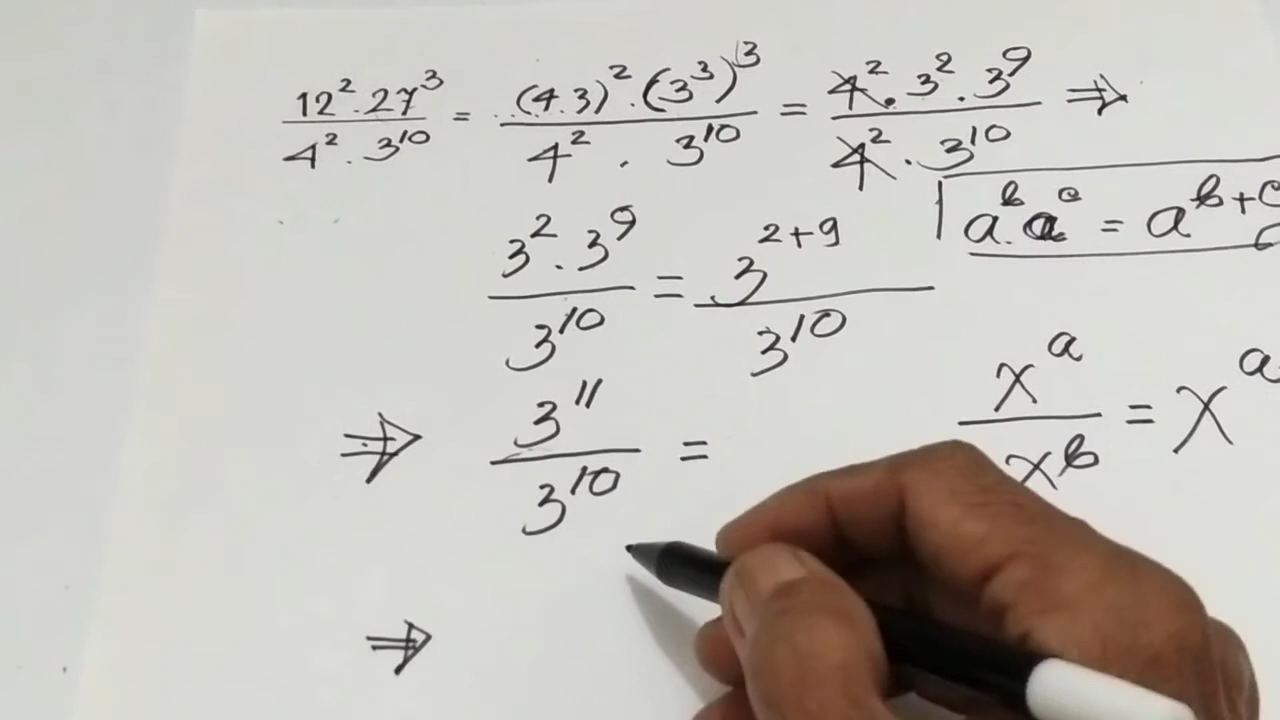 12² · 27³ / 4² · 3¹⁰ = (4.3)² · (3³)³ / 4² · 3¹⁰ = 4² · 3² · 3⁹ / 4² · 3¹⁰ ⇒
aᵇ · aᶜ = aᵇ⁺ᶜ
3² · 3⁹ / 3¹⁰ = 3²⁺⁹ / 3¹⁰
xᵃ / xᵇ = xᵃ
⇒ 3¹¹ / 3¹⁰ =
⇒